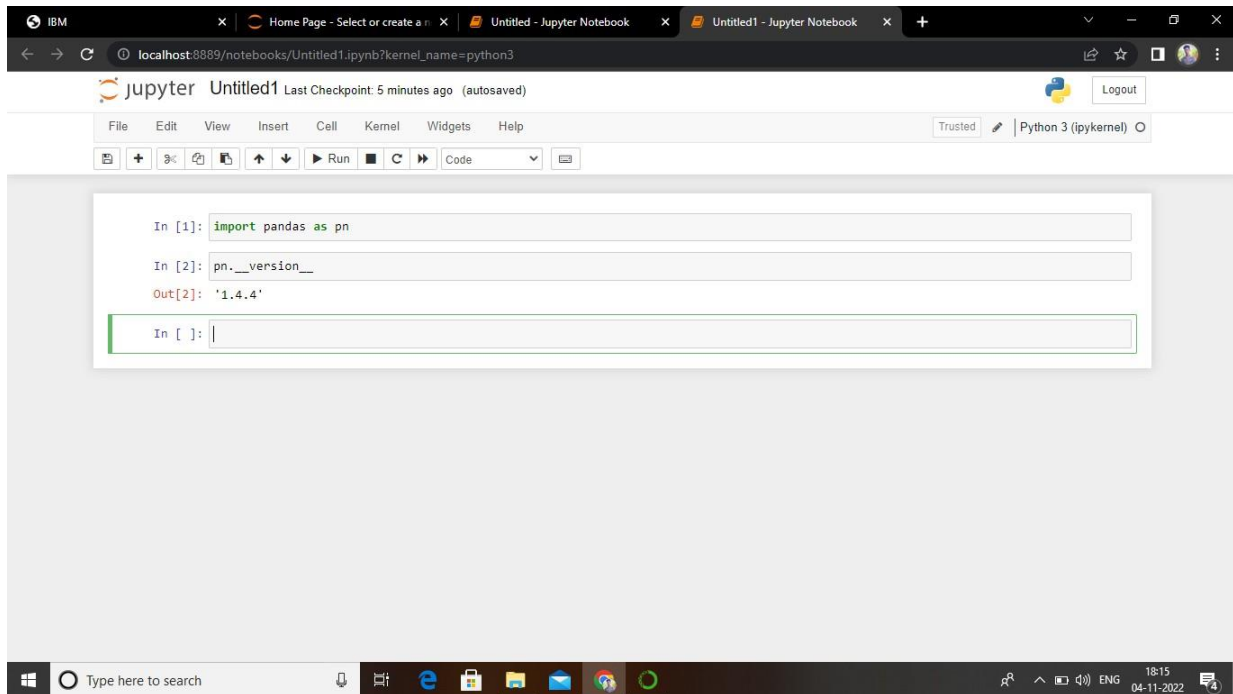 IBM
Home Page - Select or create a n
Untitled - Jupyter Notebook
Untitled1 - Jupyter Notebook
localhost:8889/notebooks/Untitled1.ipynb?kernel_name=python3
jupyter Untitled1 Last Checkpoint: 5 minutes ago (autosaved)
Logout
File Edit View Insert Cell Kernel Widgets Help
Trusted Python 3 (ipykernel)
Run Code
In [1]: import pandas as pn
In [2]: pn.__version__
Out[2]: '1.4.4'
In [ ]:
Type here to search
ENG
18:15
04-11-2022
4